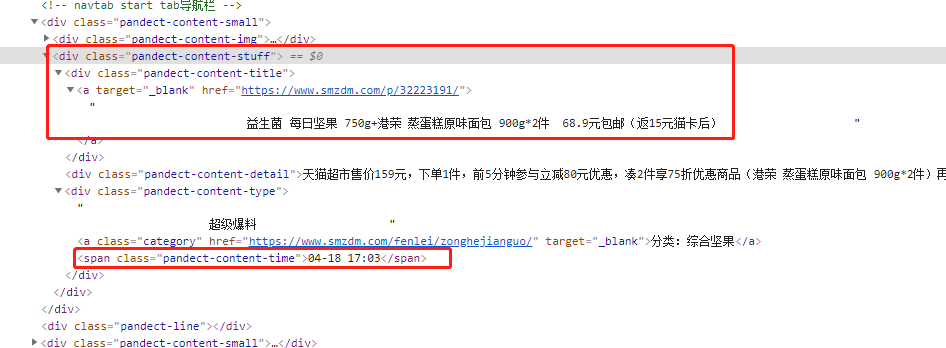 <!-- navtab start tab导航栏 -->
<div class="pandect-content-small">
<div class="pandect-content-img">…</div>
<div class="pandect-content-stuff"> == $0
<div class="pandect-content-title">
<a target="_blank" href="https://www.smzdm.com/p/32223191/">
"
益生菌 每日坚果 750g+港荣 蒸蛋糕原味面包 900g*2件 68.9元包邮（返15元猫卡后） "
</a>
</div>
<div class="pandect-content-detail">天猫超市售价159元，下单1件，前5分钟参与立减80元优惠，凑2件享75折优惠商品（港荣 蒸蛋糕原味面包 900g*2件）再
<div class="pandect-content-type">
"
超级爆料 "
<a class="category" href="https://www.smzdm.com/fenlei/zonghejianguo/" target="_blank">分类：综合坚果</a>
<span class="pandect-content-time">04-18 17:03</span>
</div>
</div>
</div>
<div class="pandect-line"></div>
<div class="pandect-content-small">…</div>